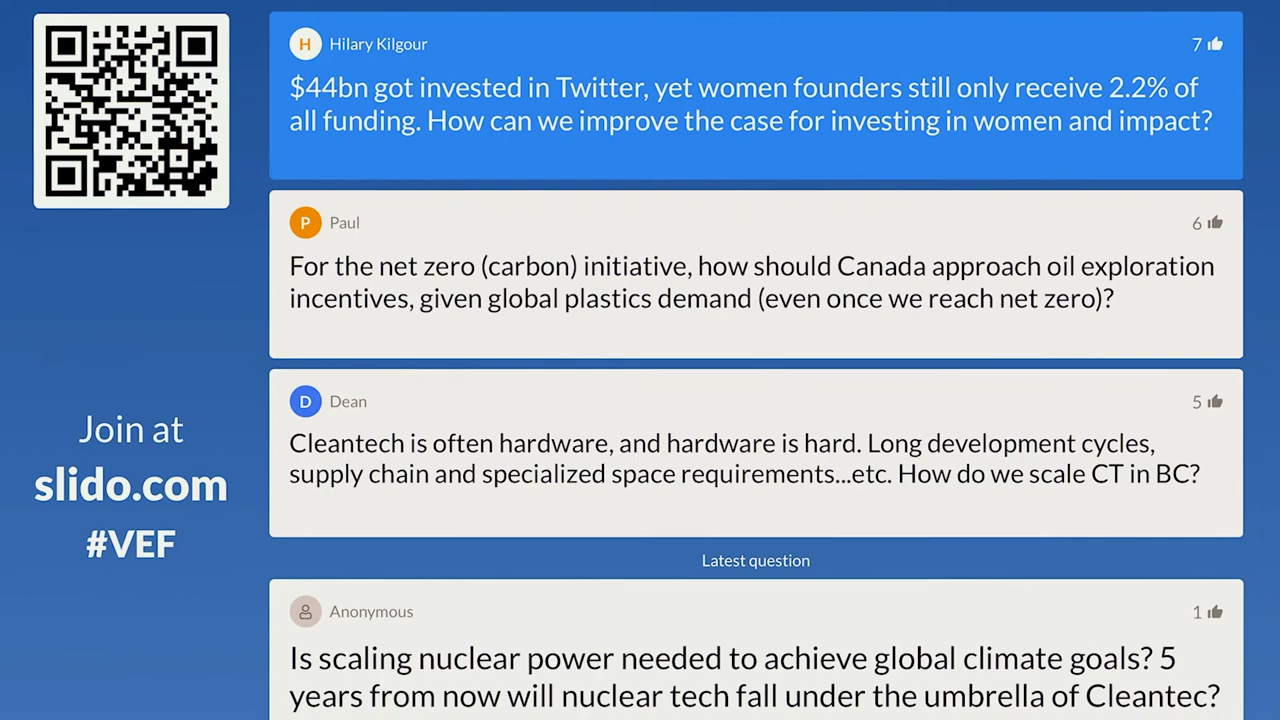 H Hilary Kilgour 7
$44bn got invested in Twitter, yet women founders still only receive 2.2% of
all funding. How can we improve the case for investing in women and impact?
P Paul 6
For the net zero (carbon) initiative, how should Canada approach oil exploration
incentives, given global plastics demand (even once we reach net zero)?
D Dean 5
Cleantech is often hardware, and hardware is hard. Long development cycles,
supply chain and specialized space requirements...etc. How do we scale CT in BC?
Join at
slido.com
#VEF
Latest question
Anonymous 1
Is scaling nuclear power needed to achieve global climate goals? 5
years from now will nuclear tech fall under the umbrella of Cleantec?